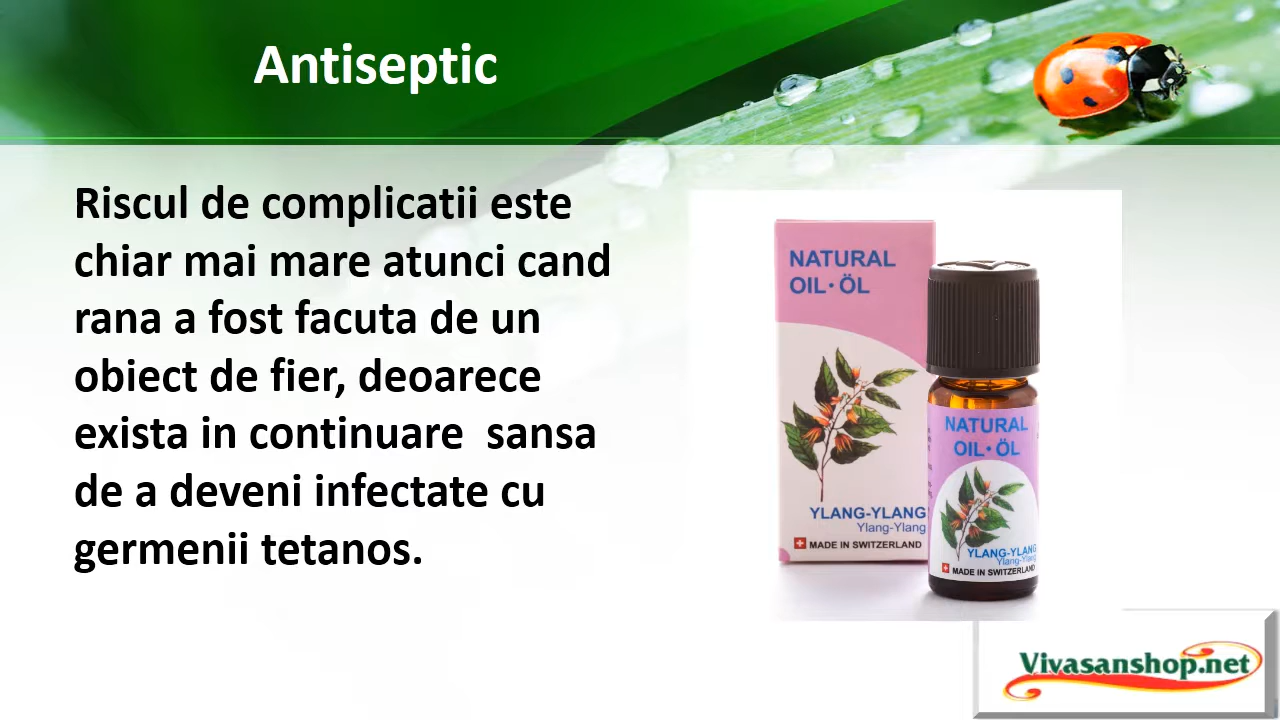 Antiseptic
Riscul de complicatii este
chiar mai mare atunci cand
rana a fost facuta de un
obiect de fier, deoarece
exista in continuare  sansa
de a deveni infectate cu
germenii tetanos.
NATURAL
OIL • ÖL
YLANG-YLANG
Ylang-Ylang
MADE IN SWITZERLAND
NATURAL
OIL • ÖL
YLANG-YLANG
Ylang-Ylang
MADE IN SWITZERLAND
Vivasanshop.net